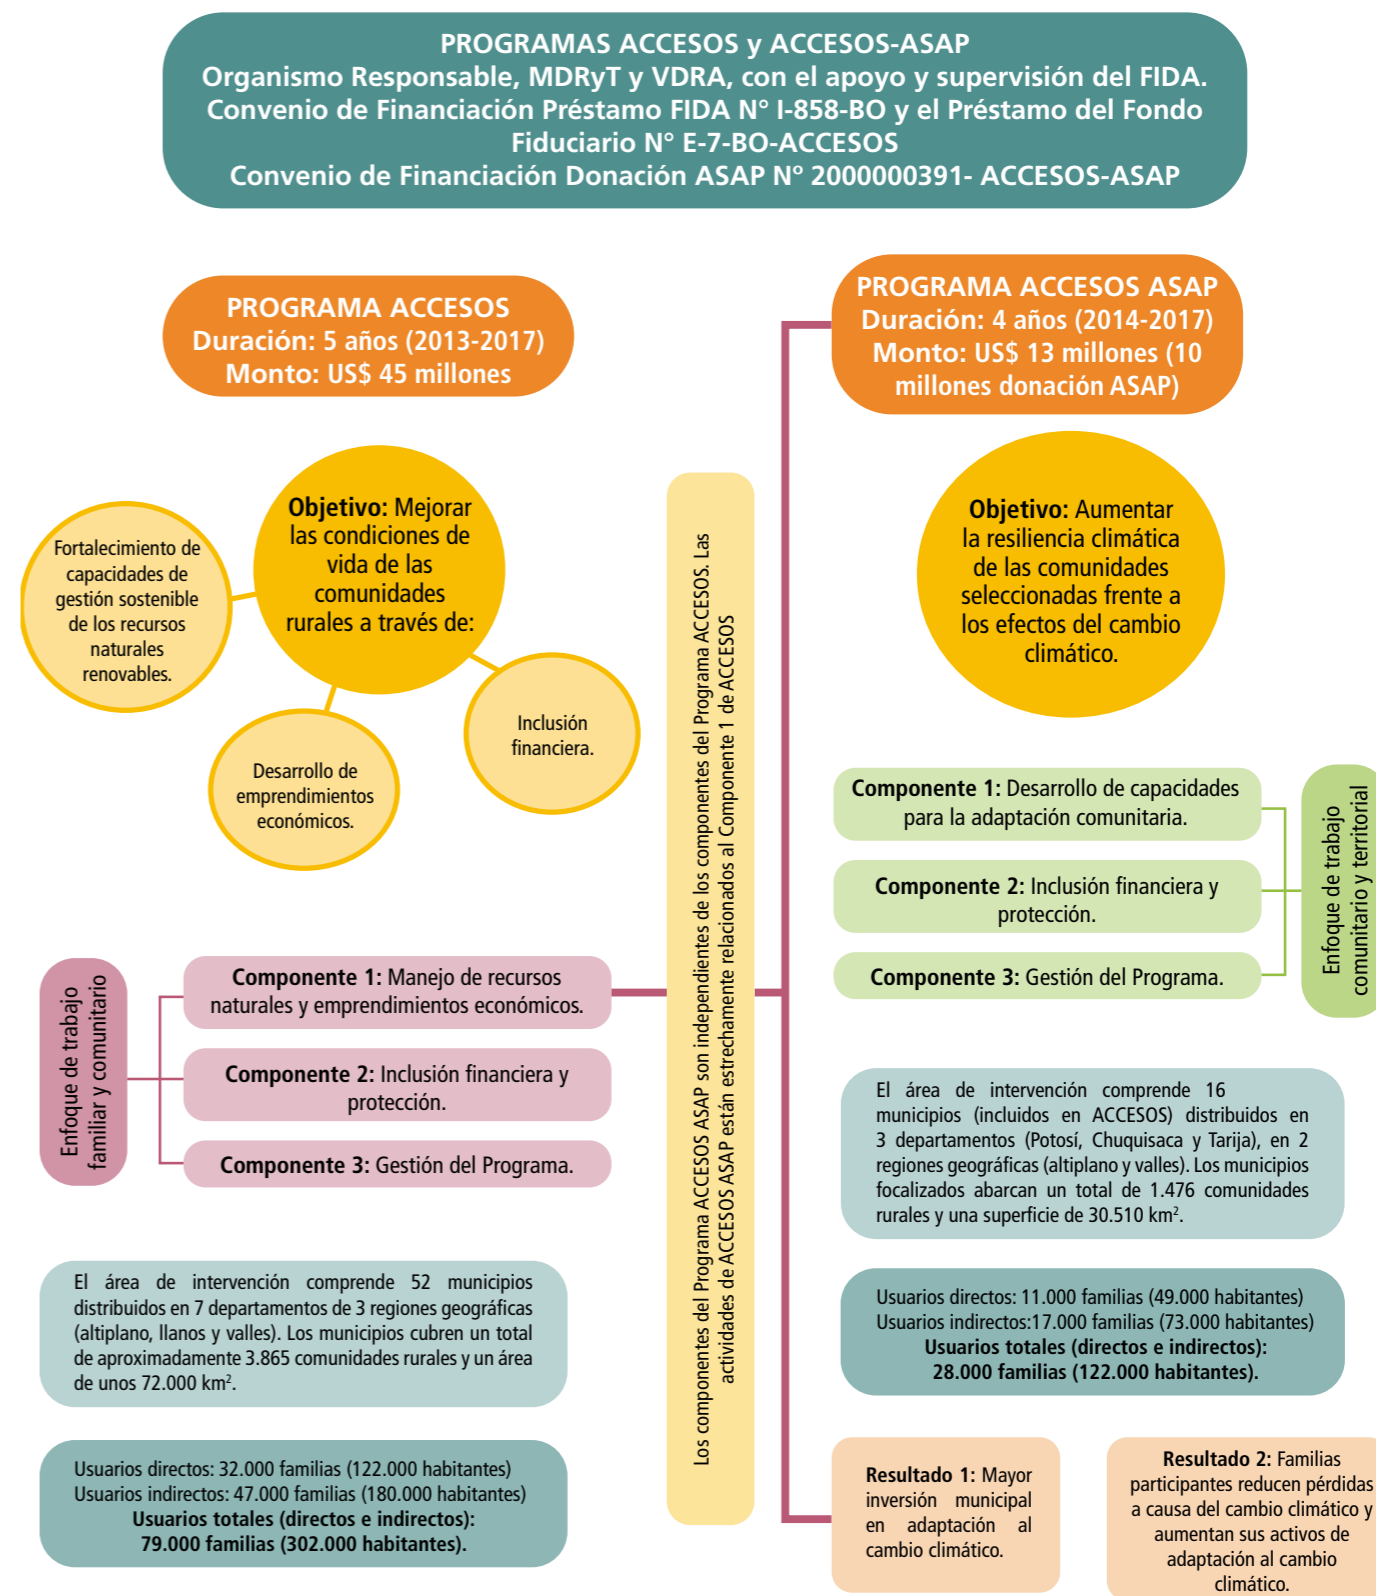 PROGRAMAS ACCESOS y ACCESOS-ASAP
Organismo Responsable, MDRyT y VDRA, con el apoyo y supervisión del FIDA.
Convenio de Financiación Préstamo FIDA N° I-858-BO y el Préstamo del Fondo
Fiduciario N° E-7-BO-ACCESOS
Convenio de Financiación Donación ASAP Nº 2000000391- ACCESOS-ASAP
PROGRAMA ACCESOS
Duración: 5 años (2013-2017)
Monto: US$ 45 millones
Objetivo: Mejorar
las condiciones de
vida de las
comunidades
rurales a través de:
Fortalecimiento de
capacidades de
gestión sostenible
de los recursos
naturales
renovables.
Desarrollo de
emprendimientos
económicos.
Inclusión
financiera.
Enfoque de trabajo
familiar y comunitario
Componente 1: Manejo de recursos
naturales y emprendimientos económicos.
Componente 2: Inclusión financiera y
protección.
Componente 3: Gestión del Programa.
El área de intervención comprende 52 municipios
distribuidos en 7 departamentos de 3 regiones geográficas
(altiplano, llanos y valles). Los municipios cubren un total
de aproximadamente 3.865 comunidades rurales y un área
de unos 72.000 km².
Usuarios directos: 32.000 familias (122.000 habitantes)
Usuarios indirectos: 47.000 familias (180.000 habitantes)
Usuarios totales (directos e indirectos):
79.000 familias (302.000 habitantes).
Los componentes del Programa ACCESOS ASAP son independientes de los componentes del Programa ACCESOS. Las
actividades de ACCESOS ASAP están estrechamente relacionados al Componente 1 de ACCESOS
PROGRAMA ACCESOS ASAP
Duración: 4 años (2014-2017)
Monto: US$ 13 millones (10
millones donación ASAP)
Objetivo: Aumentar
la resiliencia climática
de las comunidades
seleccionadas frente a
los efectos del cambio
climático.
Componente 1: Desarrollo de capacidades
para la adaptación comunitaria.
Componente 2: Inclusión financiera y
protección.
Componente 3: Gestión del Programa.
Enfoque de trabajo
comunitario y territorial
El área de intervención comprende 16
municipios (incluidos en ACCESOS) distribuidos en
3 departamentos (Potosí, Chuquisaca y Tarija), en 2
regiones geográficas (altiplano y valles). Los municipios
focalizados abarcan un total de 1.476 comunidades
rurales y una superficie de 30.510 km².
Usuarios directos: 11.000 familias (49.000 habitantes)
Usuarios indirectos:17.000 familias (73.000 habitantes)
Usuarios totales (directos e indirectos):
28.000 familias (122.000 habitantes).
Resultado 1: Mayor
inversión municipal
en adaptación al
cambio climático.
Resultado 2: Familias
participantes reducen pérdidas
a causa del cambio climático y
aumentan sus activos de
adaptación al cambio
climático.